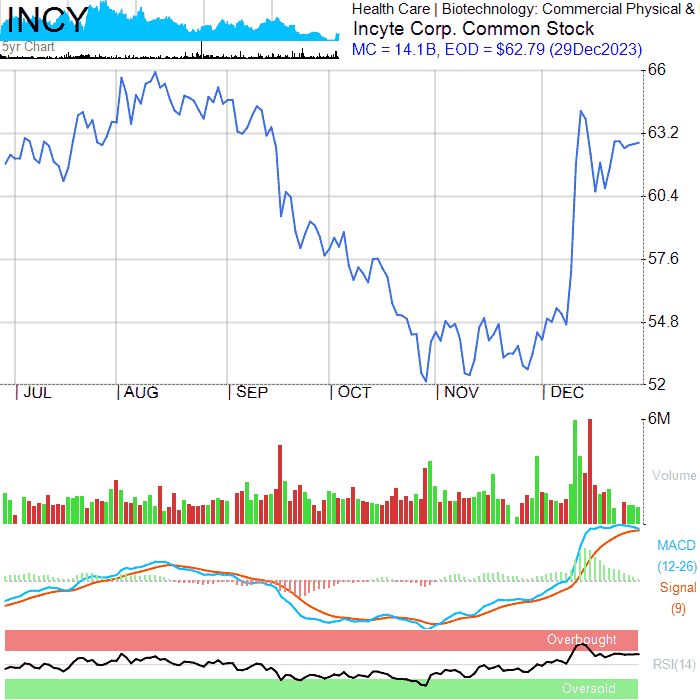 INCY
5yr Chart
Health Care | Biotechnology: Commercial Physical &
Incyte Corp. Common Stock
MC = 14.1B, EOD = $62.79 (29Dec2023)
66
63.2
60.4
57.6
54.8
52
JUL AUG SEP OCT NOV DEC
6M
Volume
MACD
(12-26)
Signal
(9)
Overbought
RSI(14)
Oversold